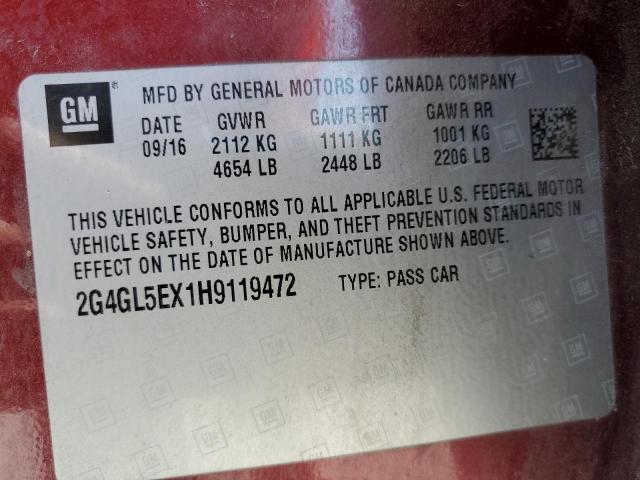 GM
MFD BY GENERAL MOTORS OF CANADA COMPANY
DATE GVWR GAWR FRT GAWR RR
09/16 2112 KG 1111 KG 1001 KG
4654 LB 2448 LB 2206 LB
THIS VEHICLE CONFORMS TO ALL APPLICABLE U.S. FEDERAL MOTOR
VEHICLE SAFETY, BUMPER, AND THEFT PREVENTION STANDARDS IN
EFFECT ON THE DATE OF MANUFACTURE SHOWN ABOVE.
2G4GL5EX1H9119472 TYPE: PASS CAR